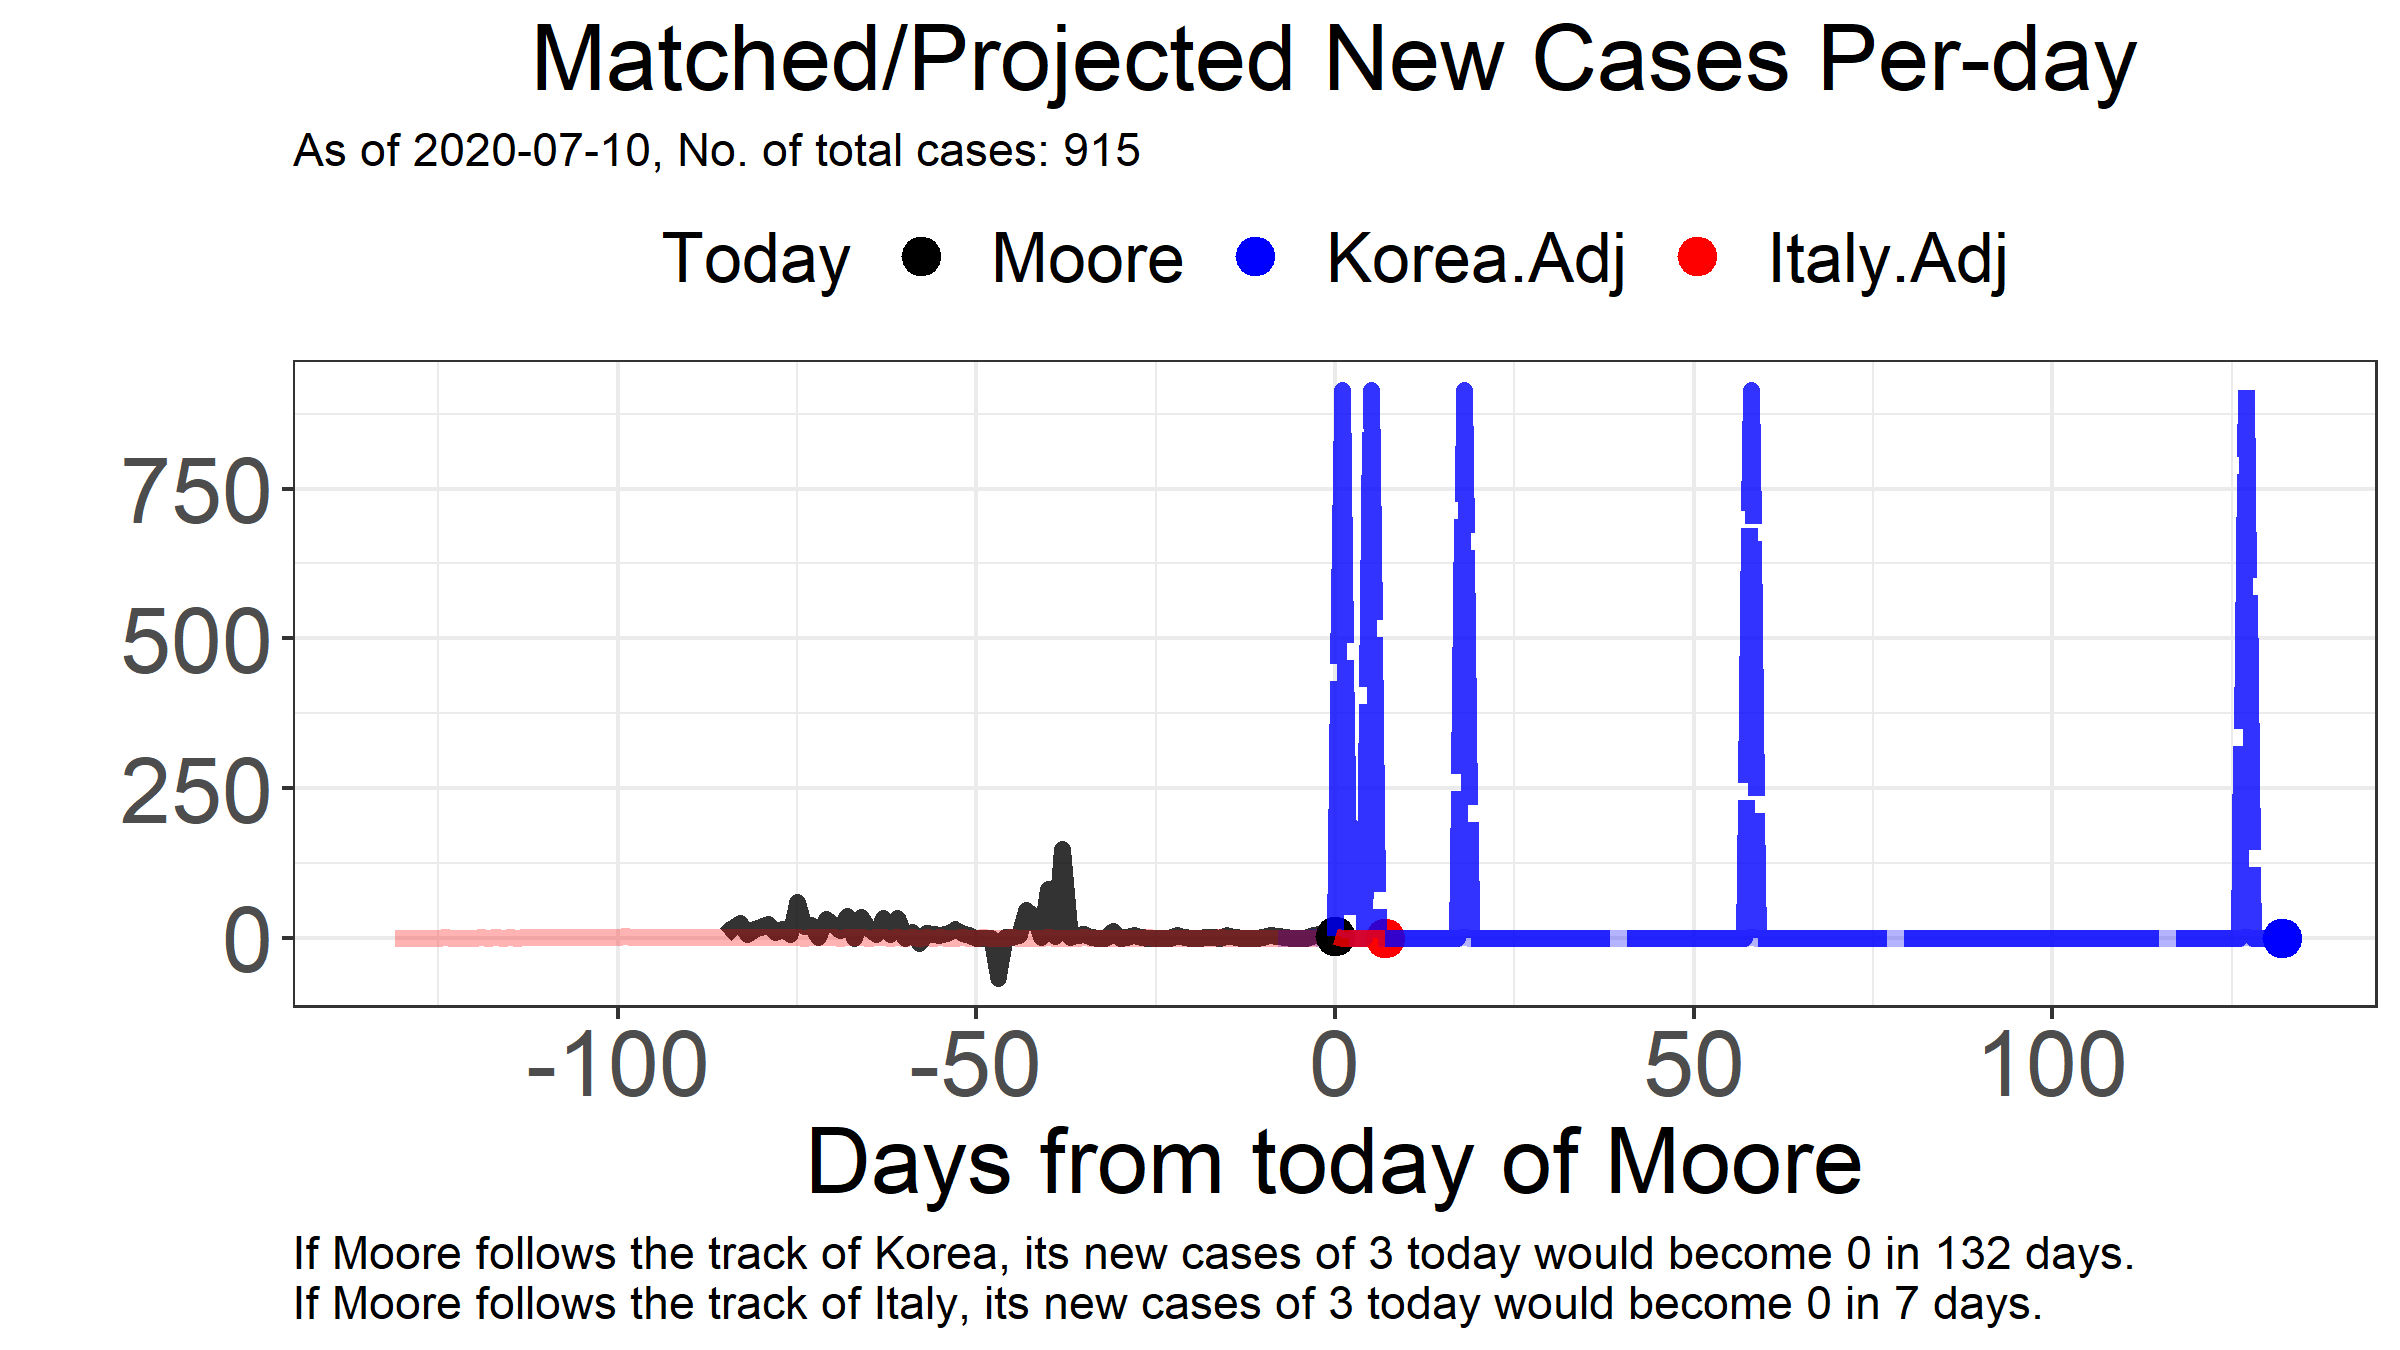 Matched/Projected New Cases Per-day
As of 2020-07-10, No. of total cases: 915
Today Moore Korea.Adj Italy.Adj
750
500
250
0
-100 -50 0 50 100
Days from today of Moore
If Moore follows the track of Korea, its new cases of 3 today would become 0 in 132 days.
If Moore follows the track of Italy, its new cases of 3 today would become 0 in 7 days.